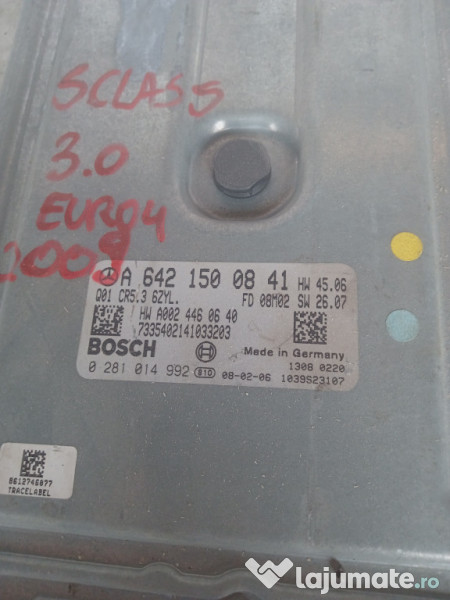 SCLASS
3.0
EURO4
2009
A 642 150 08 41 HW 45.06
Q01 CR5.3 6ZYL. FD 08M02 SW 26.07
HW A002 446 06 40
7335402141033203
BOSCH Made in Germany
1308 0220
0 281 014 992 810 08-02-06 1039S23107
8612746877
TRACELABEL
lajumate.ro